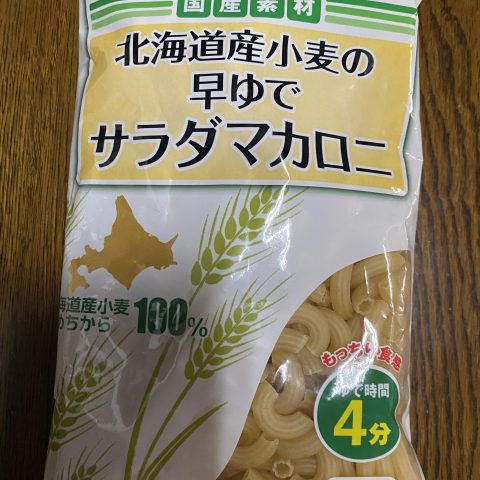 国産素材
北海道産小麦の
早ゆで
サラダマカロニ
海道産小麦
めちから 100%
もっちり食感
ゆで時間
4分